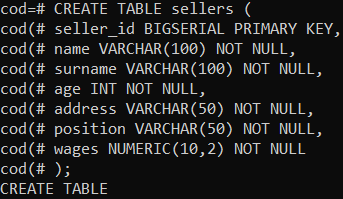 cod=# CREATE TABLE sellers (
cod(# seller_id BIGSERIAL PRIMARY KEY,
cod(# name VARCHAR(100) NOT NULL,
cod(# surname VARCHAR(100) NOT NULL,
cod(# age INT NOT NULL,
cod(# address VARCHAR(50) NOT NULL,
cod(# position VARCHAR(50) NOT NULL,
cod(# wages NUMERIC(10,2) NOT NULL
cod(# );
CREATE TABLE